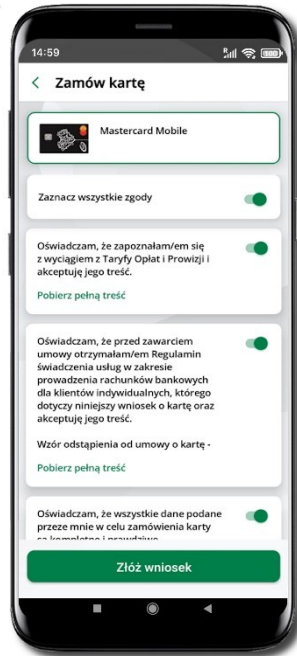 14:59
Zamów kartę
Mastercard Mobile
Zaznacz wszystkie zgody
Oświadczam, że zapoznałam/em się
z wyciągiem z Taryfy Opłat i Prowizji i
akceptuję jego treść.
Pobierz pełną treść
Oświadczam, że przed zawarciem
umowy otrzymałam/em Regulamin
świadczenia usług w zakresie
prowadzenia rachunków bankowych
dla klientów indywidualnych, którego
dotyczy niniejszy wniosek o kartę oraz
akceptuję jego treść.
Wzór odstąpienia od umowy o kartę -
Pobierz pełną treść
Oświadczam, że wszystkie dane podane
przeze mnie w celu zamówienia karty
są kompletne i prawdziwe
Złóż wniosek